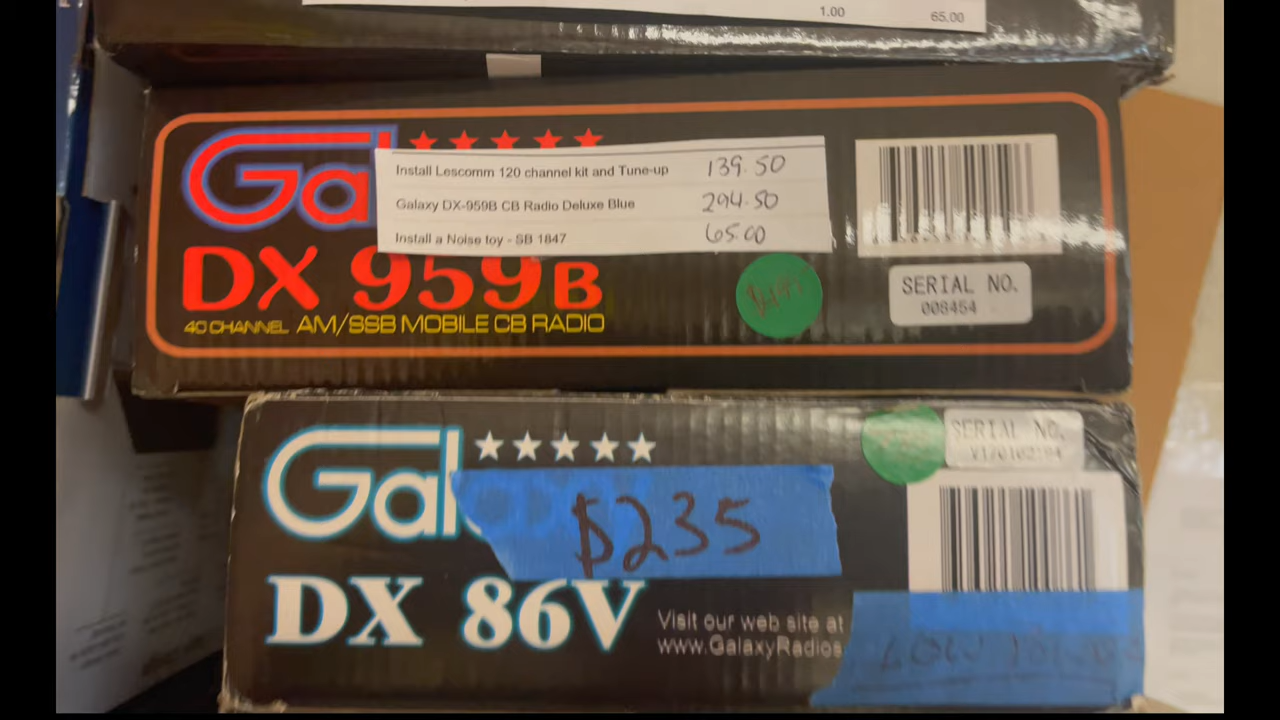 1.00 65.00
Gal
Install Lescomm 120 channel kit and Tune-up 139.50
Galaxy DX-959B CB Radio Deluxe Blue 294.50
Install a Noise toy - SB 1847 65.00
DX 959B
40 CHANNEL AM/SSB MOBILE CB RADIO
SERIAL NO.
008454
Gal
$235
SERIAL NO.
DX 86V
Visit our web site at
www.GalaxyRadios
LOW